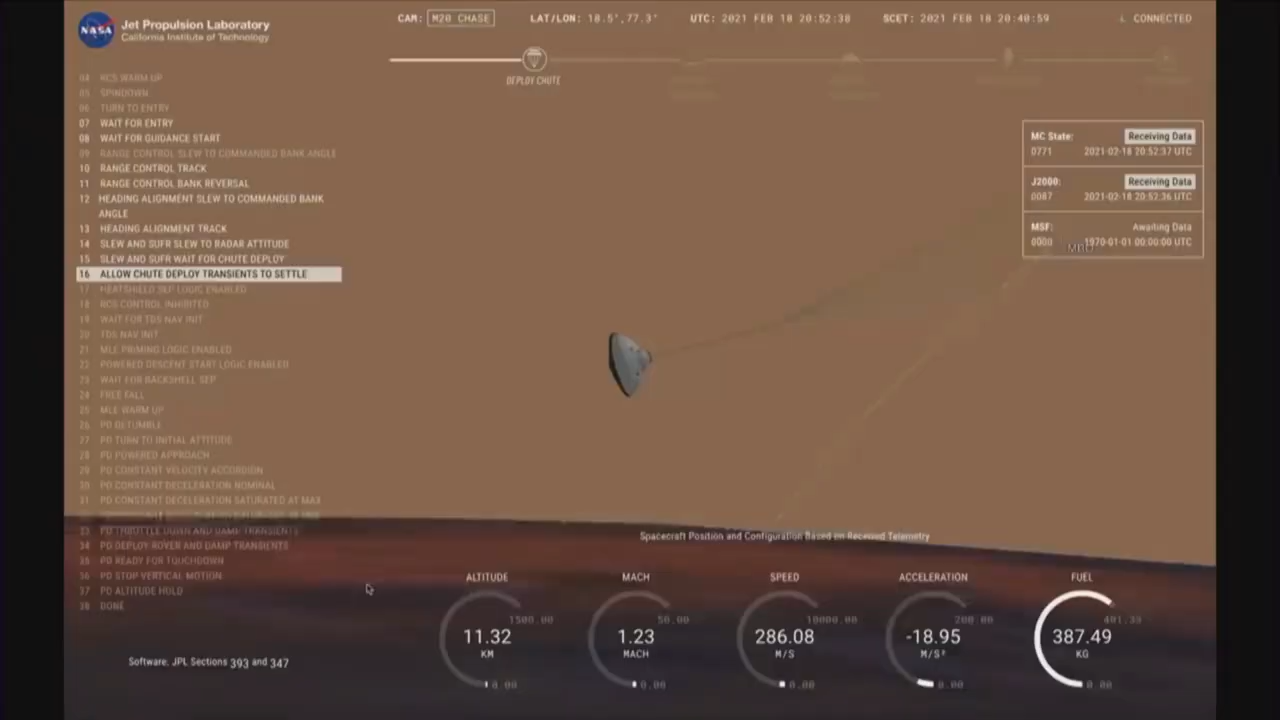 NASA
Jet Propulsion Laboratory
California Institute of Technology
CAM: M20 CHASE LAT/LON: 18.5°,77.3° UTC: 2021 FEB 18 20:52:38 SCET: 2021 FEB 18 20:40:59 CONNECTED
DEPLOY CHUTE
04 RCS WARM UP
05 SPINDOWN
06 TURN TO ENTRY
07 WAIT FOR ENTRY
08 WAIT FOR GUIDANCE START
09 RANGE CONTROL SLEW TO COMMANDED BANK ANGLE
10 RANGE CONTROL TRACK
11 RANGE CONTROL BANK REVERSAL
12 HEADING ALIGNMENT SLEW TO COMMANDED BANK
ANGLE
13 HEADING ALIGNMENT TRACK
14 SLEW AND SUFR SLEW TO RADAR ATTITUDE
15 SLEW AND SUFR WAIT FOR CHUTE DEPLOY
16 ALLOW CHUTE DEPLOY TRANSIENTS TO SETTLE
17 HEATSHIELD SEP LOGIC ENABLED
18 RCS CONTROL INHIBITED
19 WAIT FOR TDS NAV INIT
20 TDS NAV INIT
21 MLE PRIMING LOGIC ENABLED
22 POWERED DESCENT START LOGIC ENABLED
23 WAIT FOR BACKSHELL SEP
24 FREE FALL
25 MLE WARM UP
26 PD DETUMBLE
27 PD TURN TO INITIAL ATTITUDE
28 PD POWERED APPROACH
29 PD CONSTANT VELOCITY ACCORDION
30 PD CONSTANT DECELERATION NOMINAL
31 PD CONSTANT DECELERATION SATURATED AT MAX
33 PD THROTTLE DOWN AND DAMP TRANSIENTS
34 PD DEPLOY ROVER AND DAMP TRANSIENTS
35 PD READY FOR TOUCHDOWN
36 PD STOP VERTICAL MOTION
37 PD ALTITUDE HOLD
38 DONE
Software: JPL Sections 393 and 347
MC State: Receiving Data
0771 2021-02-18 20:52:37 UTC
J2000: Receiving Data
0087 2021-02-18 20:52:36 UTC
MSF: Awaiting Data
0000 1970-01-01 00:00:00 UTC
Spacecraft Position and Configuration Based on Received Telemetry
ALTITUDE MACH SPEED ACCELERATION FUEL
1500.00 50.00 10000.00 200.00 401.33
11.32 1.23 286.08 -18.95 387.49
KM MACH M/S M/S² KG
0.00 0.00 0.00 0.00 0.00